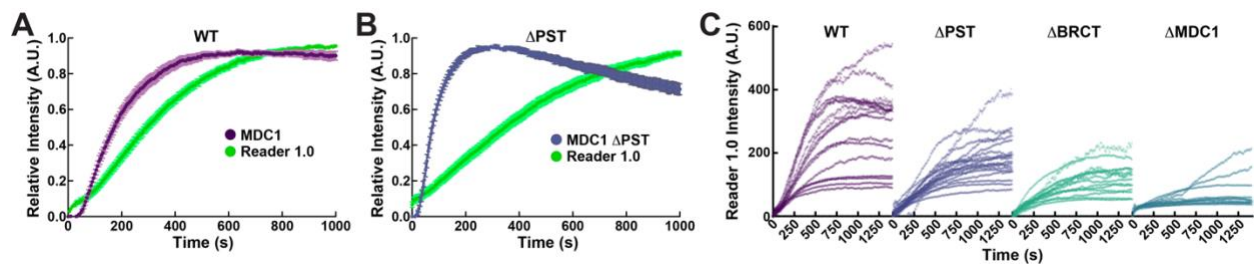 A
WT
Relative Intensity (A.U.)
1.0
0.8
0.6
0.4
0.2
0.0
MDC1
Reader 1.0
0 200 400 600 800 1000
Time (s)
B
ΔPST
Relative Intensity (A.U.)
1.0
0.8
0.6
0.4
0.2
0.0
MDC1 ΔPST
Reader 1.0
0 200 400 600 800 1000
Time (s)
C
Reader 1.0 Intensity (A.U.)
600
400
200
0
WT ΔPST ΔBRCT ΔMDC1
0 250 500 750 1000 1250 0 250 500 750 1000 1250 0 250 500 750 1000 1250 0 250 500 750 1000 1250
Time (s)